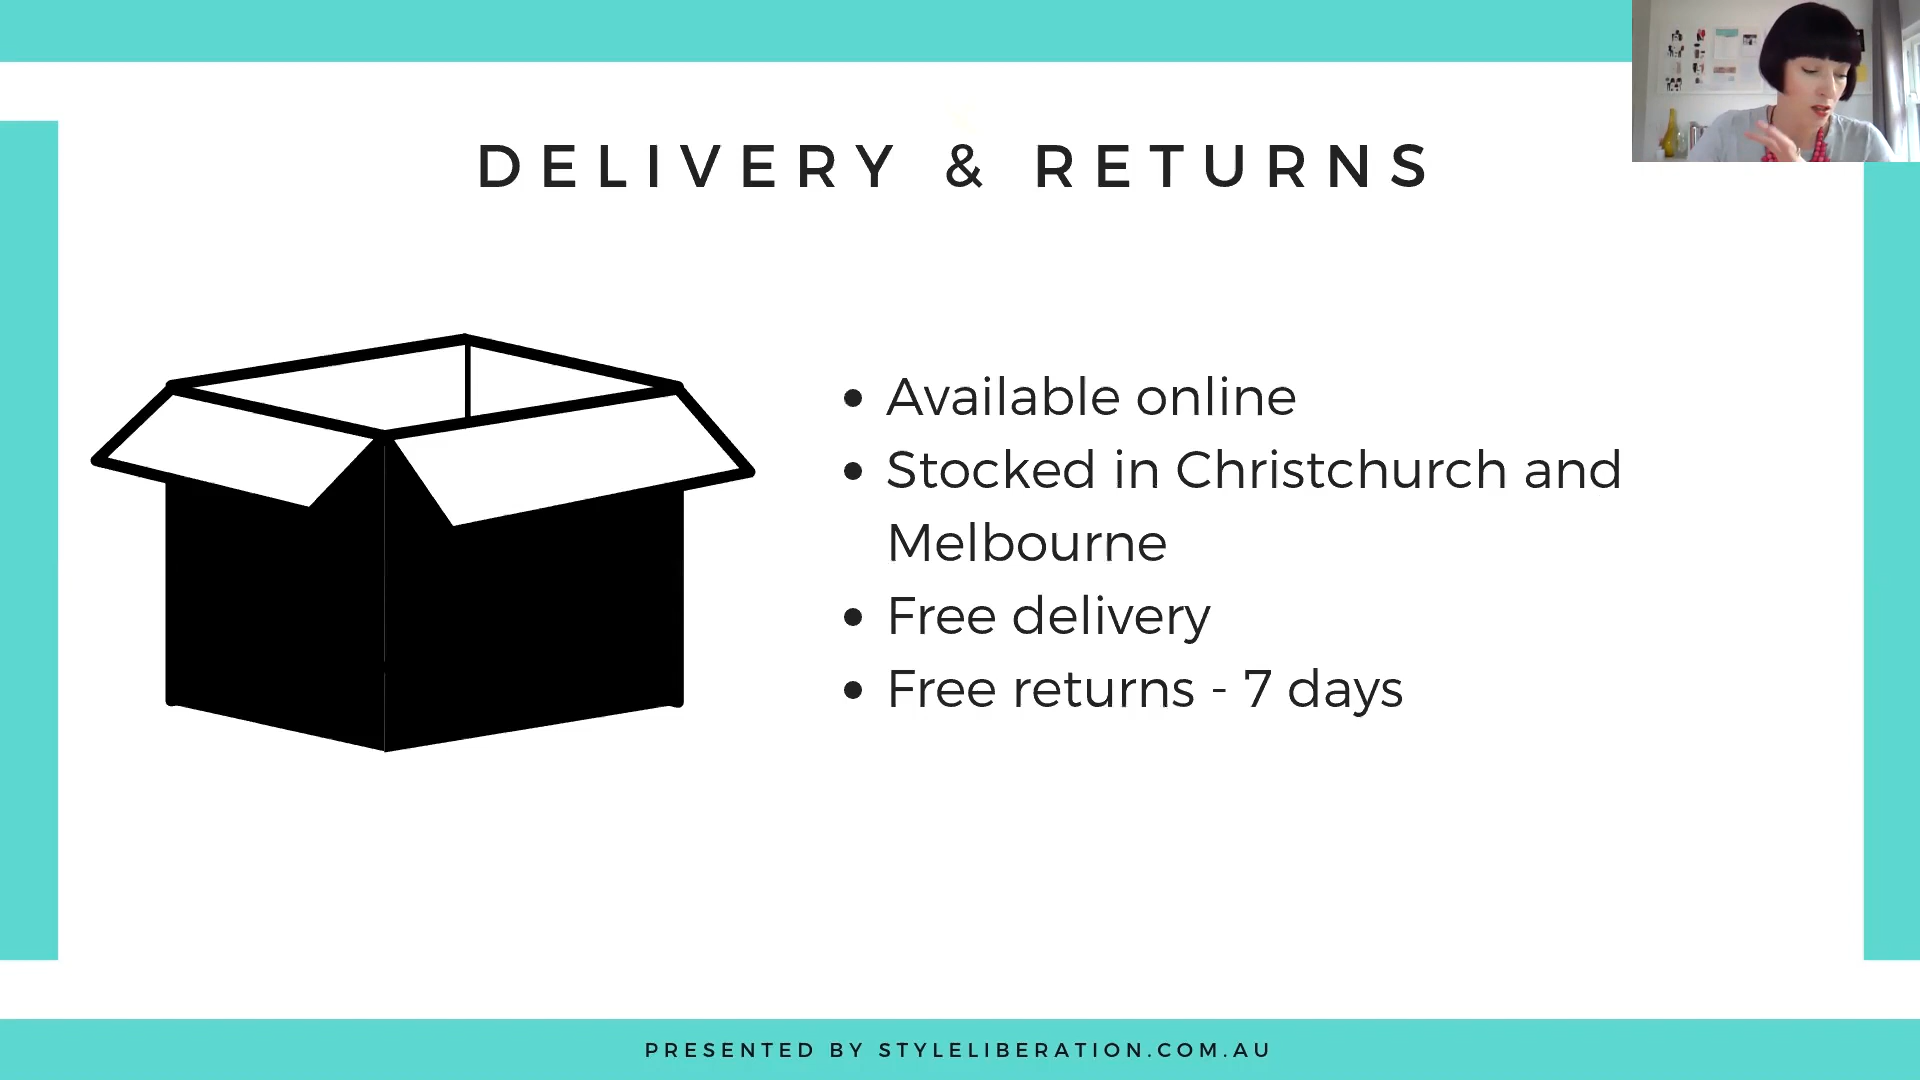 DELIVERY & RETURNS
• Available online
• Stocked in Christchurch and
Melbourne
• Free delivery
• Free returns - 7 days
PRESENTED BY STYLELIBERATION.COM.AU